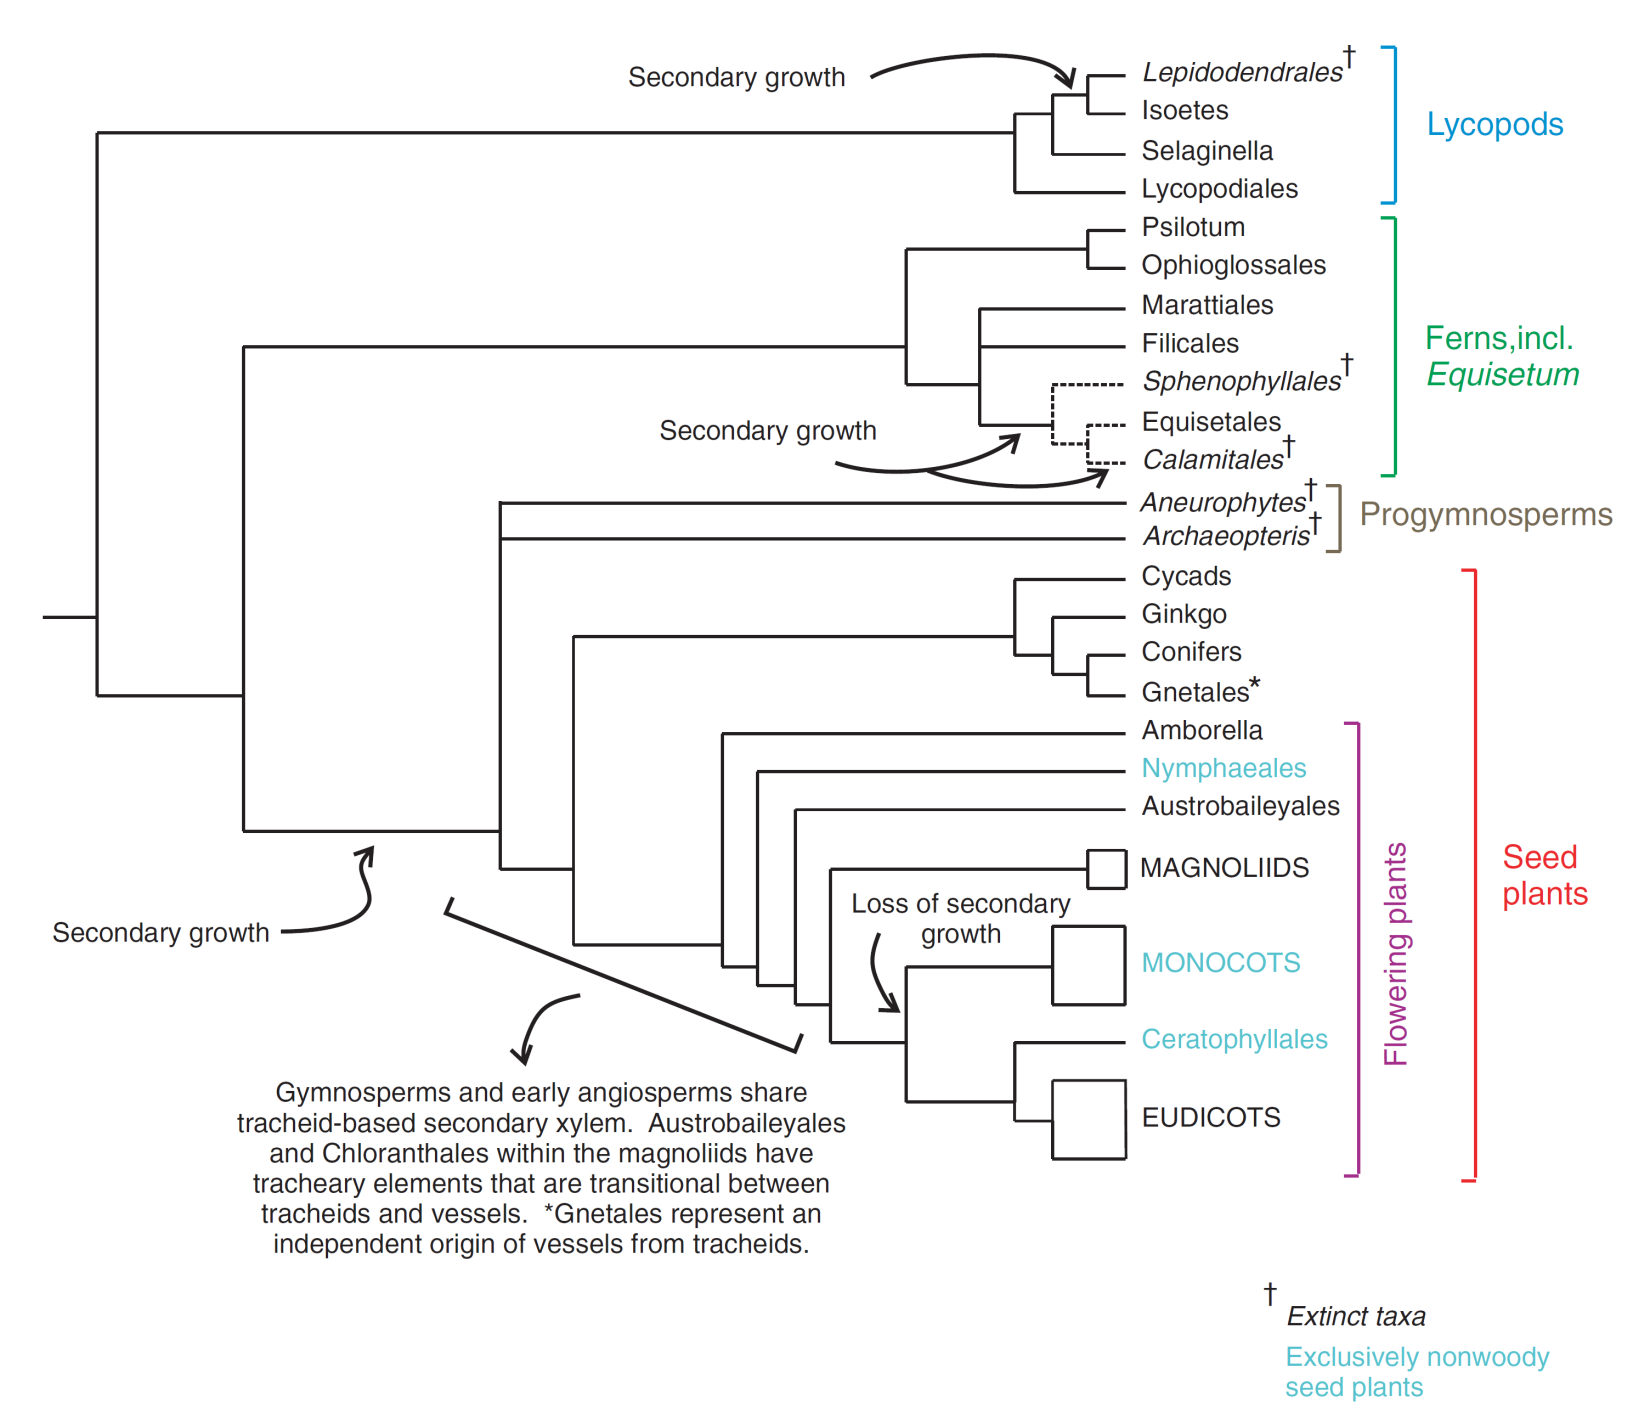 Secondary growth
Lepidodendrales†
Isoetes
Selaginella
Lycopodiales
Lycopods
Psilotum
Ophioglossales
Marattiales
Filicales
Sphenophyllales†
Equisetales
Calamitales†
Ferns,incl.
Equisetum
Secondary growth
Aneurophytes†
Archaeopteris†
Progymnosperms
Cycads
Ginkgo
Conifers
Gnetales*
Amborella
Nymphaeales
Austrobaileyales
MAGNOLIIDS
MONOCOTS
Ceratophyllales
EUDICOTS
Flowering plants
Seed
plants
Loss of secondary
growth
Secondary growth
Gymnosperms and early angiosperms share
tracheid-based secondary xylem. Austrobaileyales
and Chloranthales within the magnoliids have
tracheary elements that are transitional between
tracheids and vessels. *Gnetales represent an
independent origin of vessels from tracheids.
† Extinct taxa
Exclusively nonwoody
seed plants